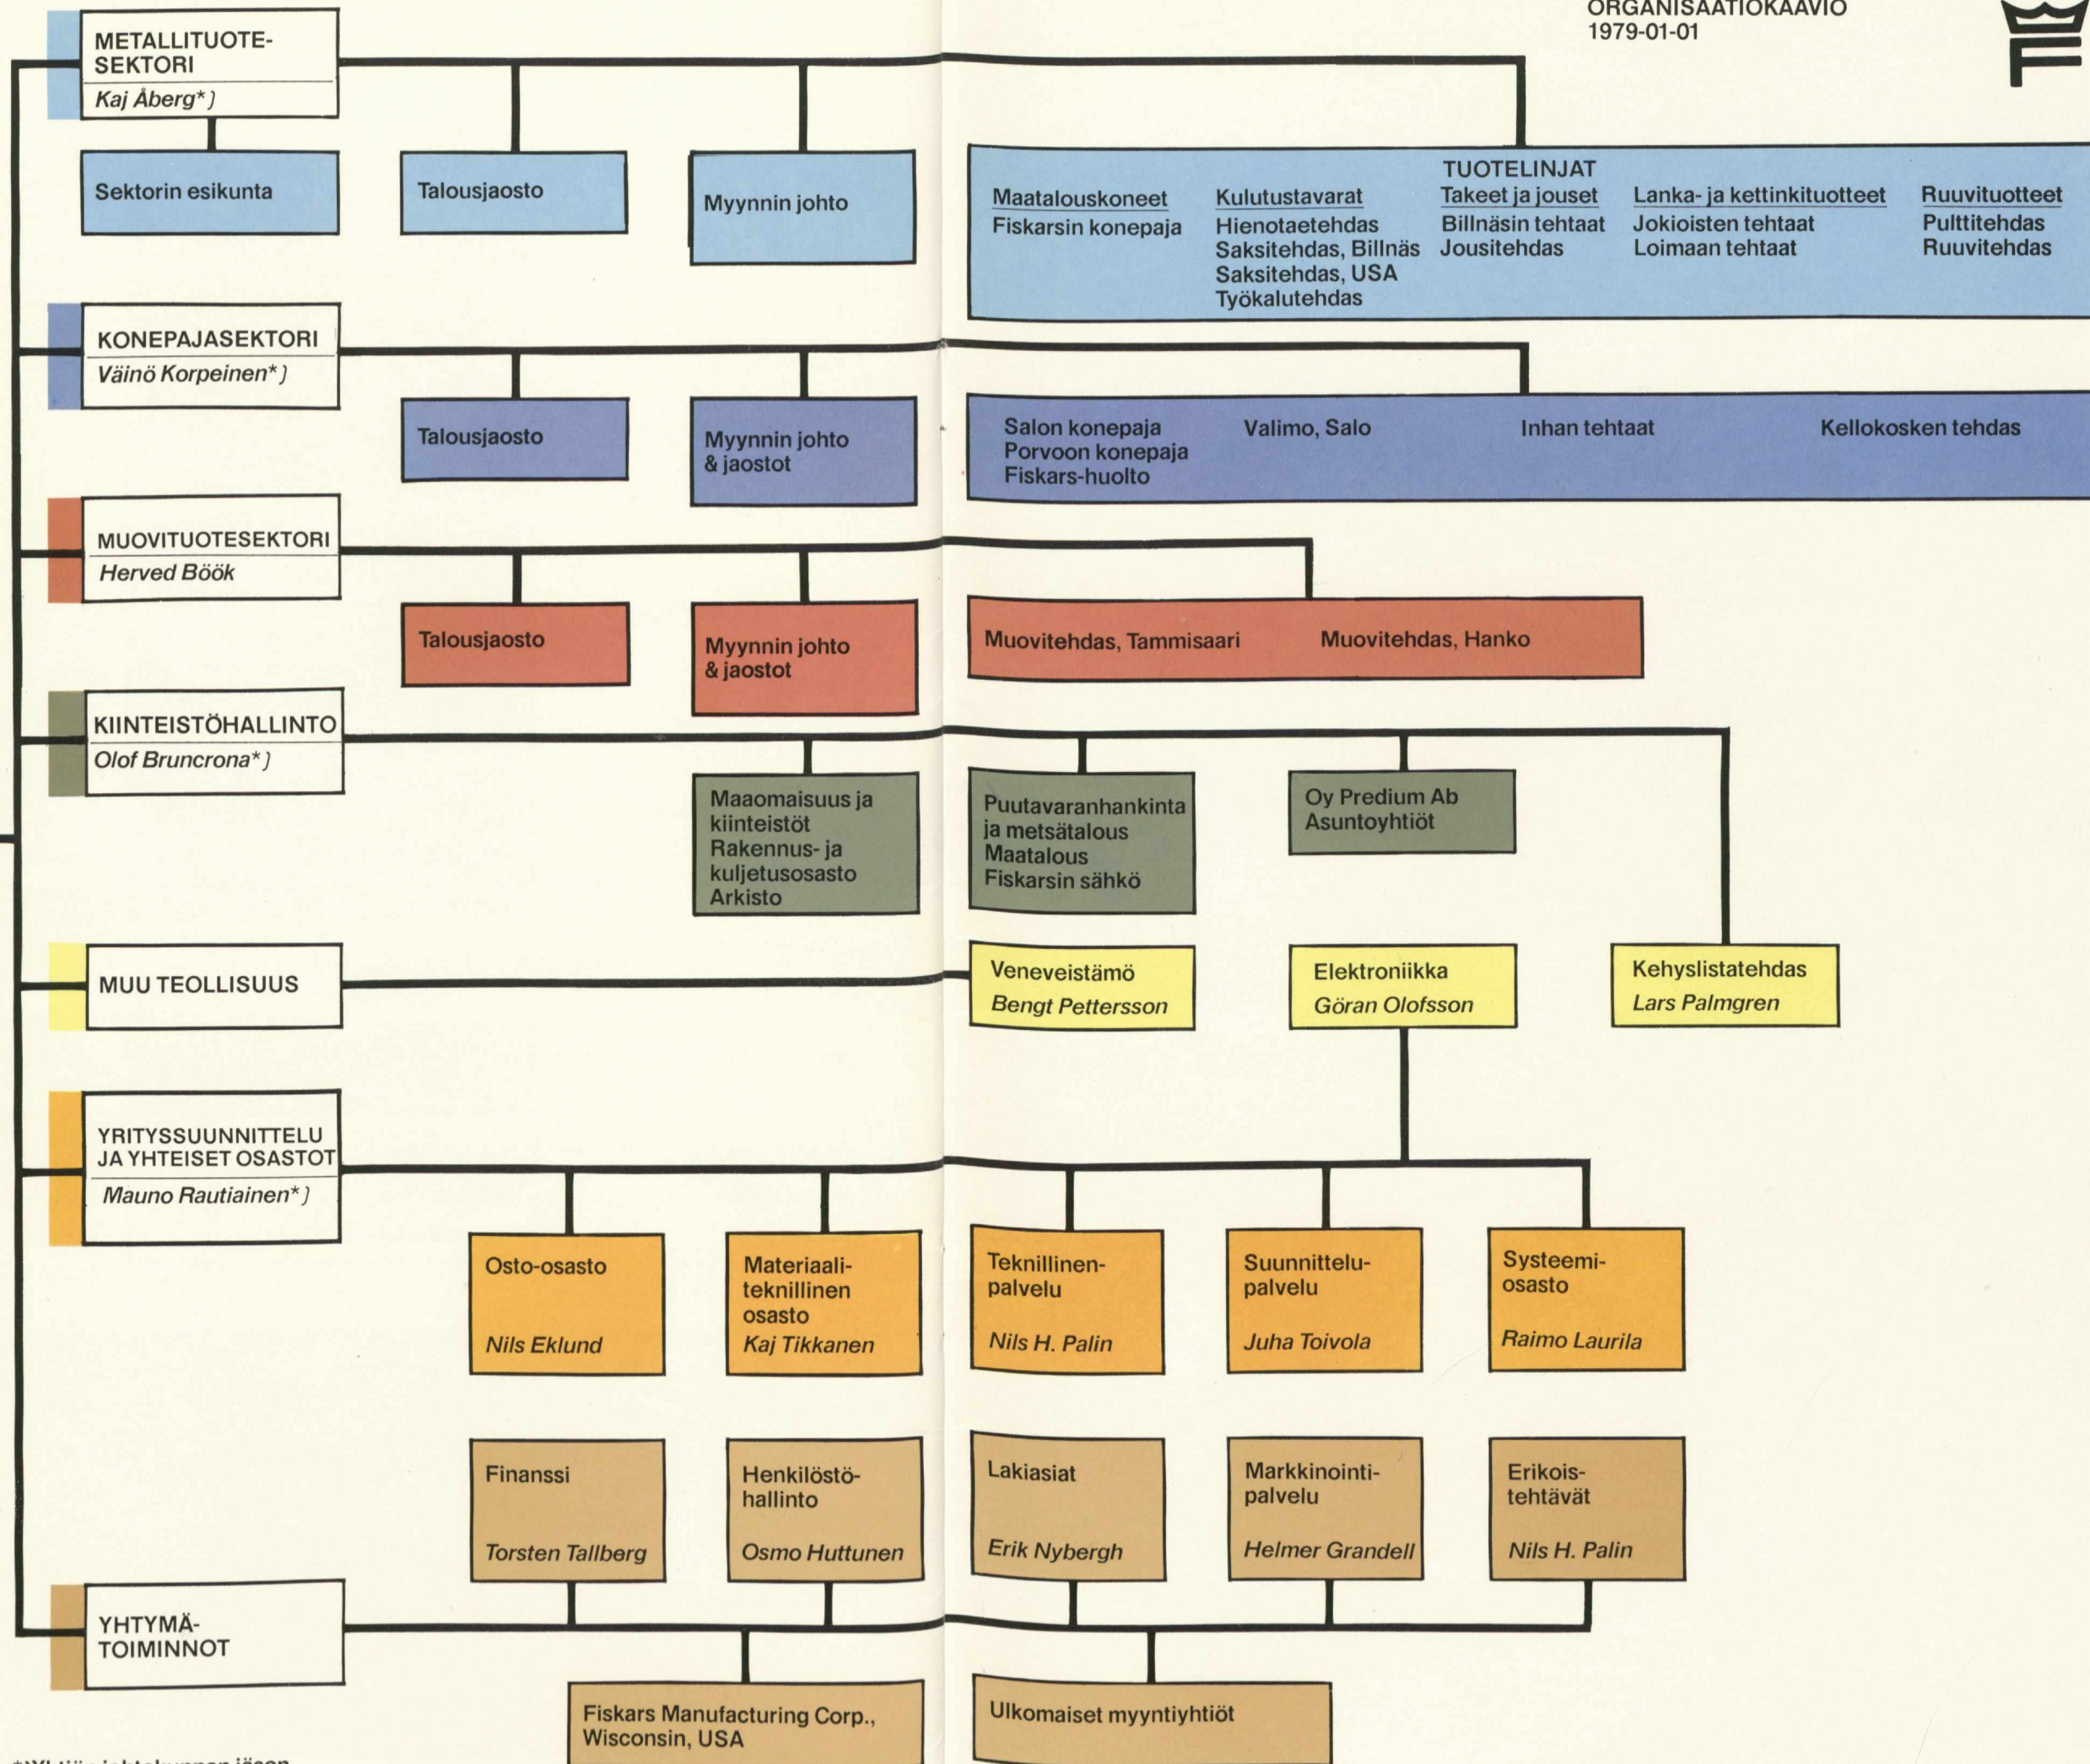 ORGANISAATIOKAAVIO
1979-01-01
F
METALLITUOTE-
SEKTORI
Kaj Åberg*)
Sektorin esikunta
Talousjaosto
Myynnin johto
TUOTELINJAT
Maatalouskoneet
Fiskarsin konepaja
Kulutustavarat
Hienotaetehdas
Saksitehdas, Billnäs
Saksitehdas, USA
Työkalutehdas
Takeet ja jouset
Billnäsin tehtaat
Jousitehdas
Lanka- ja kettinkituotteet
Jokioisten tehtaat
Loimaan tehtaat
Ruuvituotteet
Pulttitehdas
Ruuvitehdas
KONEPAJASEKTORI
Väinö Korpeinen*)
Talousjaosto
Myynnin johto
& jaostot
Salon konepaja
Porvoon konepaja
Fiskars-huolto
Valimo, Salo
Inhan tehtaat
Kellokosken tehdas
MUOVITUOTESEKTORI
Herved Böök
Talousjaosto
Myynnin johto
& jaostot
Muovitehdas, Tammisaari
Muovitehdas, Hanko
KIINTEISTÖHALLINTO
Olof Bruncrona*)
Maaomaisuus ja
kiinteistöt
Rakennus- ja
kuljetusosasto
Arkisto
Puutavaranhankinta
ja metsätalous
Maatalous
Fiskarsin sähkö
Oy Predium Ab
Asuntoyhtiöt
MUU TEOLLISUUS
Veneveistämö
Bengt Pettersson
Elektroniikka
Göran Olofsson
Kehyslistatehdas
Lars Palmgren
YRITYSSUUNNITTELU
JA YHTEISET OSASTOT
Mauno Rautiainen*)
Osto-osasto
Nils Eklund
Materiaali-
teknillinen
osasto
Kaj Tikkanen
Teknillinen-
palvelu
Nils H. Palin
Suunnittelu-
palvelu
Juha Toivola
Systeemi-
osasto
Raimo Laurila
Finanssi
Torsten Tallberg
Henkilöstö-
hallinto
Osmo Huttunen
Lakiasiat
Erik Nybergh
Markkinointi-
palvelu
Helmer Grandell
Erikois-
tehtävät
Nils H. Palin
YHTYMÄ-
TOIMINNOT
Fiskars Manufacturing Corp.,
Wisconsin, USA
Ulkomaiset myyntiyhtiöt
*)Yhtiön johtokunnan jäsen